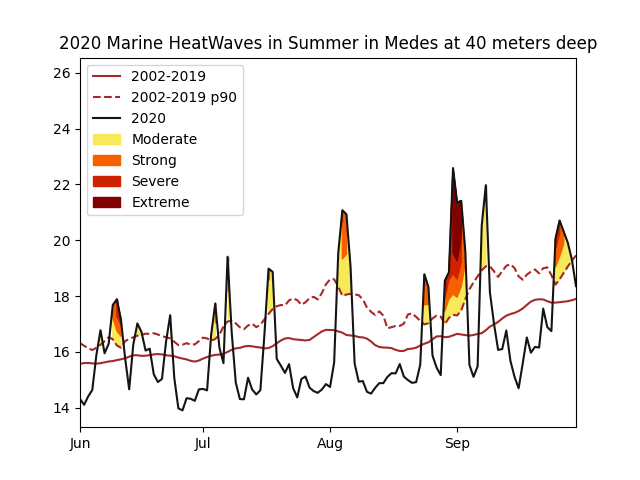 2020 Marine HeatWaves in Summer in Medes at 40 meters deep
2002-2019
2002-2019 p90
2020
Moderate
Strong
Severe
Extreme
26
24
22
20
18
16
14
Jun
Jul
Aug
Sep